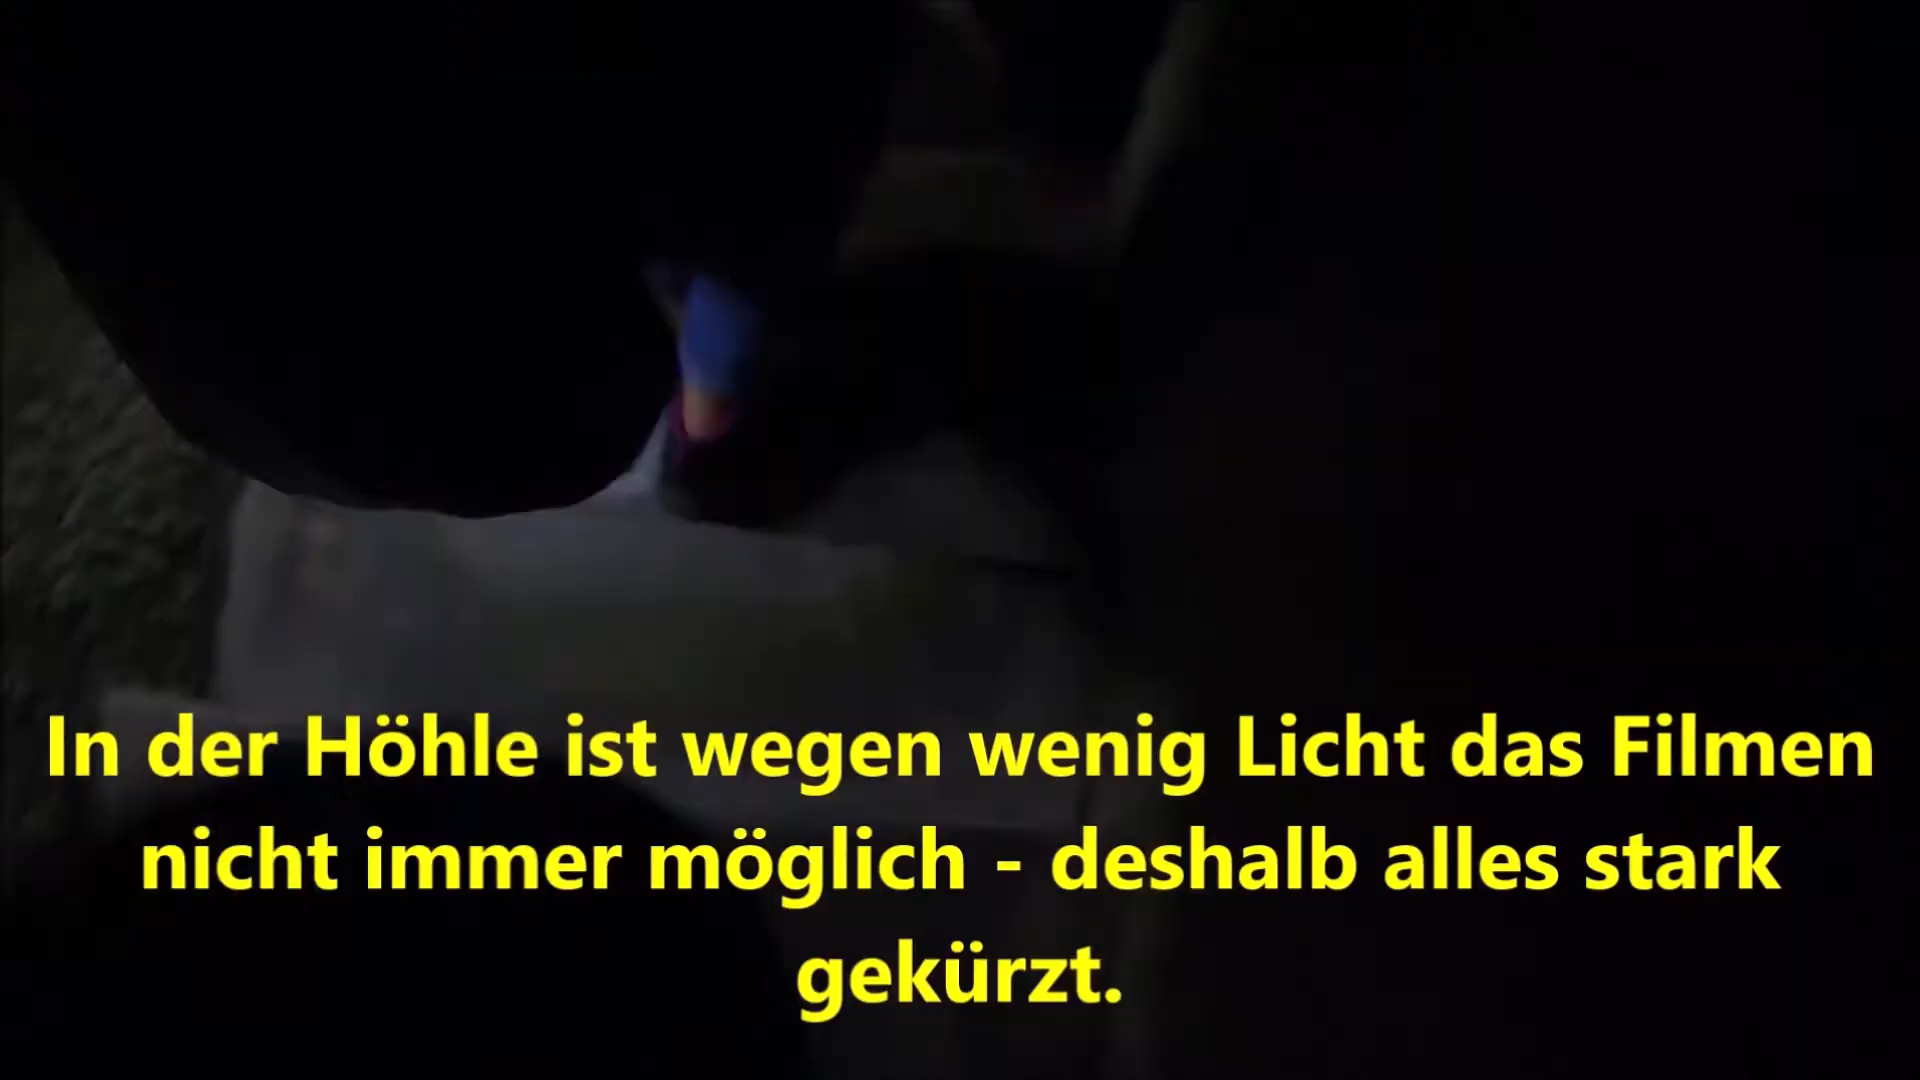 In der Höhle ist wegen wenig Licht das Filmen
nicht immer möglich - deshalb alles stark
gekürzt.